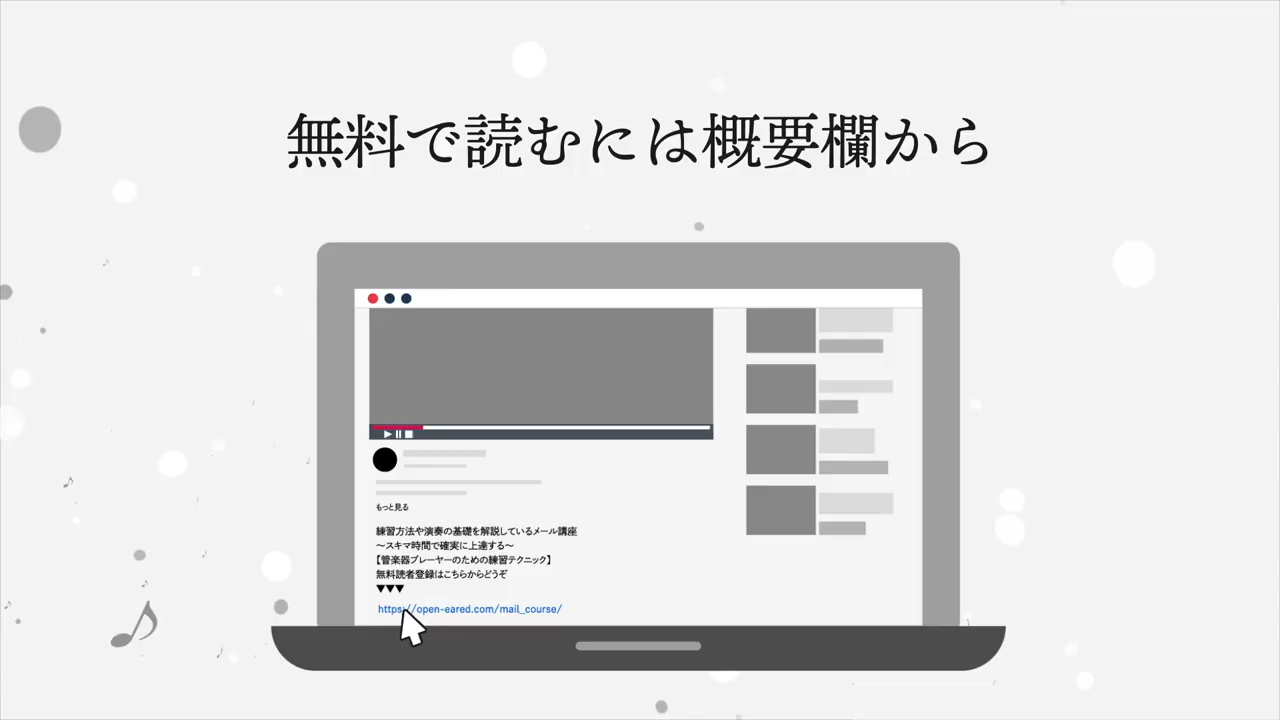 無料で読むには概要欄から
もっと見る
練習方法や演奏の基礎を解説しているメール講座
～スキマ時間で確実に上達する～
【管楽器プレーヤーのための練習テクニック】
無料読者登録はこちらからどうぞ
▼▼▼
https://open-eared.com/mail_course/